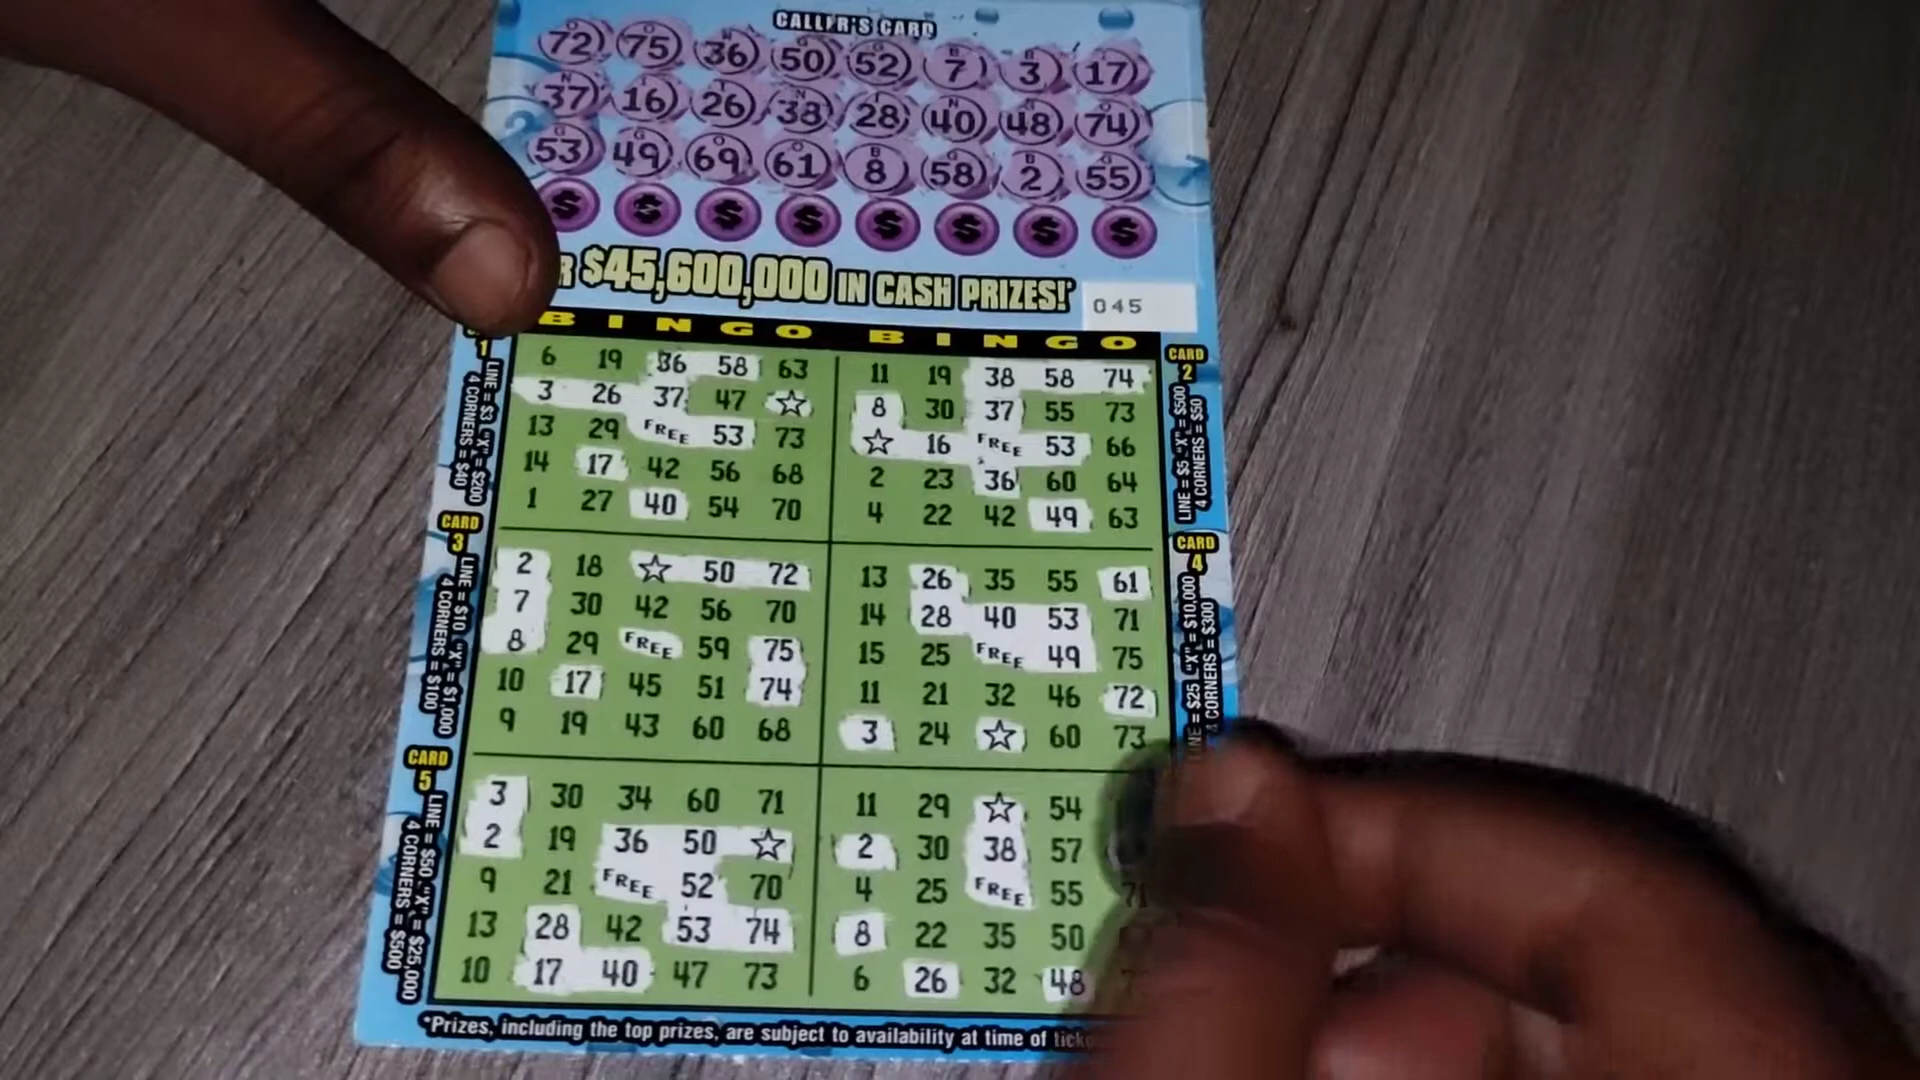 CALLER'S CARD
72 75 36 50 52 7 3 17
37 16 26 38 28 40 48 74
53 49 69 61 8 58 2 55
$ $ $ $ $ $ $ $
$45,600,000 IN CASH PRIZES!*
045
B I N G O B I N G O
1
LINE = $3 "X" = $200
4 CORNERS = $40
6 19 36 58 63
3 26 37 47 ☆
13 29 FREE 53 73
14 17 42 56 68
1 27 40 54 70
CARD
2
LINE = $5 "X" = $500
4 CORNERS = $50
11 19 38 58 74
8 30 37 55 73
☆ 16 FREE 53 66
2 23 36 60 64
4 22 42 49 63
CARD
3
LINE = $10 "X" = $1,000
4 CORNERS = $100
2 18 ☆ 50 72
7 30 42 56 70
8 29 FREE 59 75
10 17 45 51 74
9 19 43 60 68
CARD
4
LINE = $25 "X" = $10,000
4 CORNERS = $300
13 26 35 55 61
14 28 40 53 71
15 25 FREE 49 75
11 21 32 46 72
3 24 ☆ 60 73
CARD
5
LINE = $50 "X" = $25,000
4 CORNERS = $500
3 30 34 60 71
2 19 36 50 ☆
9 21 FREE 52 70
13 28 42 53 74
10 17 40 47 73
11 29 ☆ 54
2 30 38 57
4 25 FREE 55 71
8 22 35 50
6 26 32 48
*Prizes, including the top prizes, are subject to availability at time of